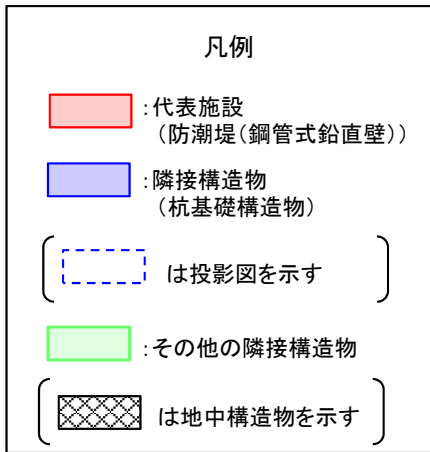 凡例
:代表施設
(防潮堤(鋼管式鉛直壁))
:隣接構造物
(杭基礎構造物)
は投影図を示す
:その他の隣接構造物
は地中構造物を示す